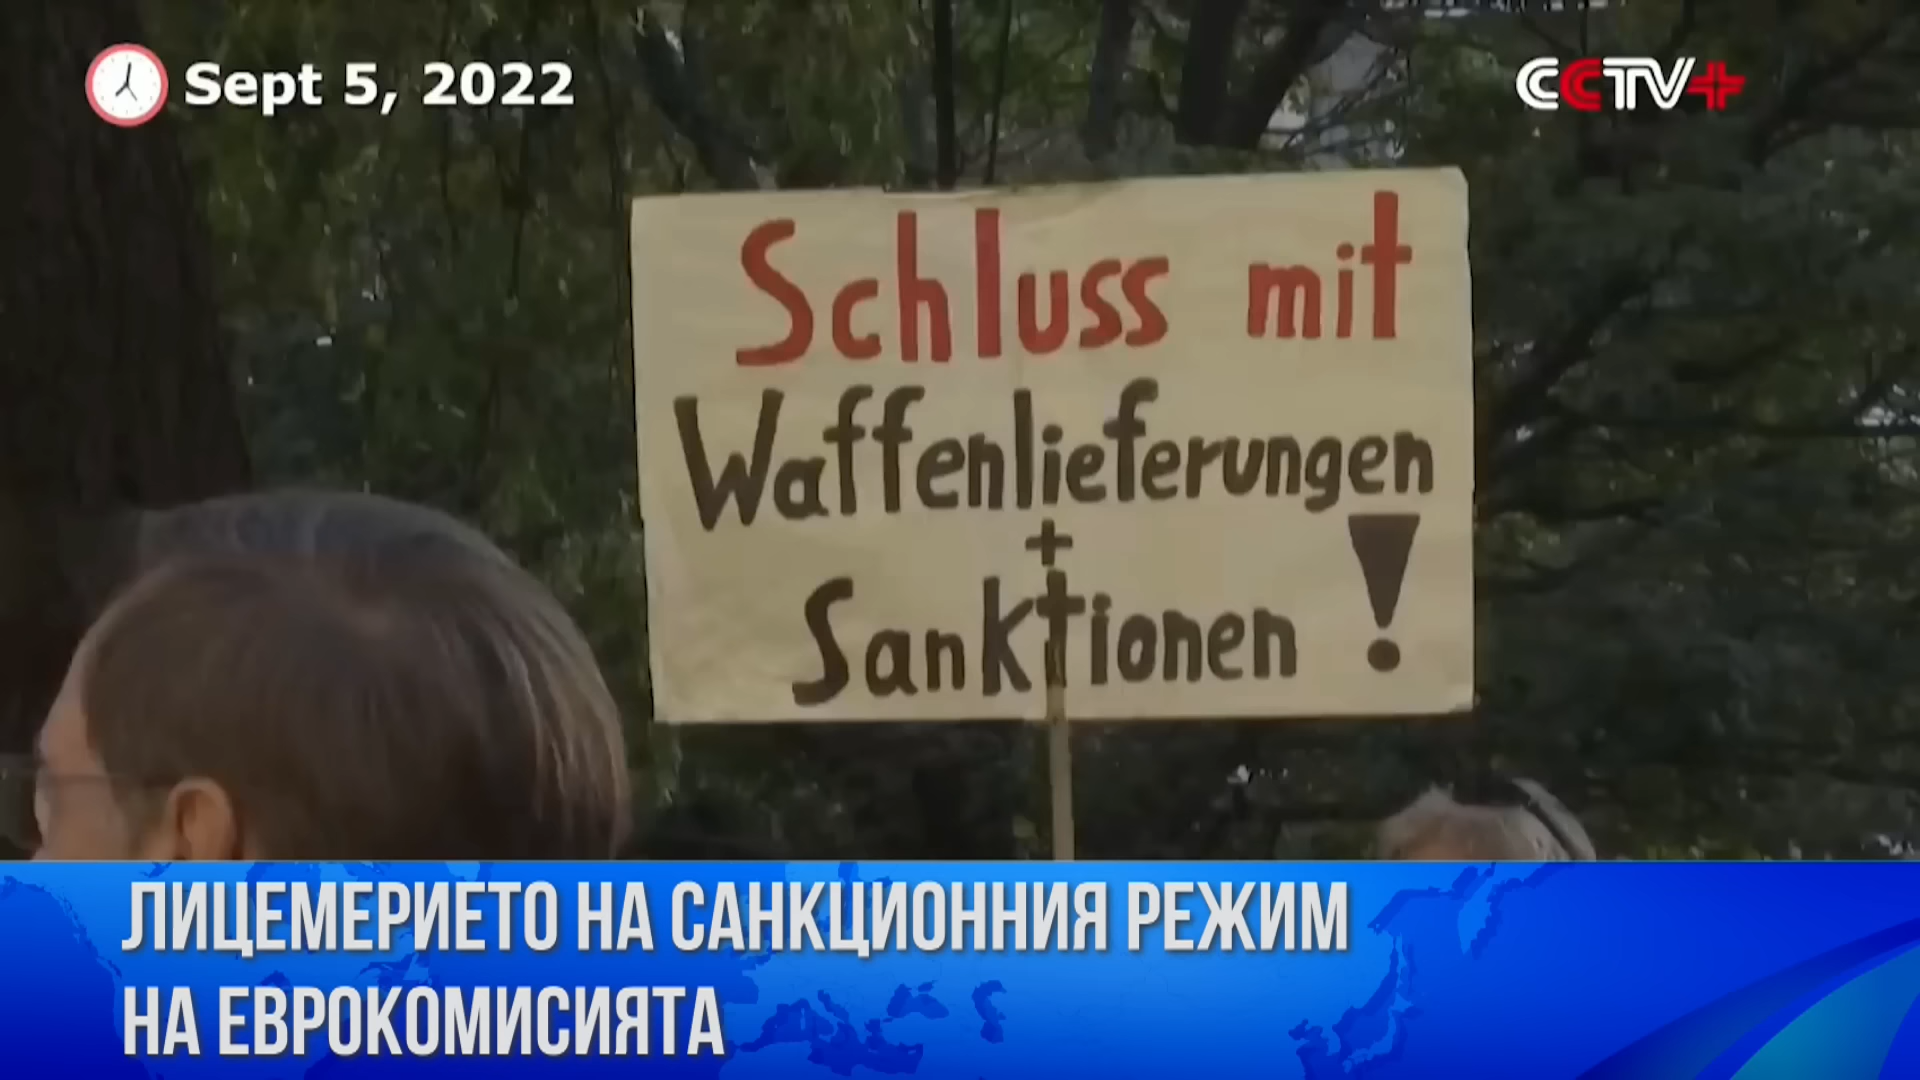 Sept 5, 2022
CCTV+
Schluss mit
Waffenlieferungen
+
Sanktionen !
ЛИЦЕМЕРИЕТО НА САНКЦИОННИЯ РЕЖИМ
НА ЕВРОКОМИСИЯТА